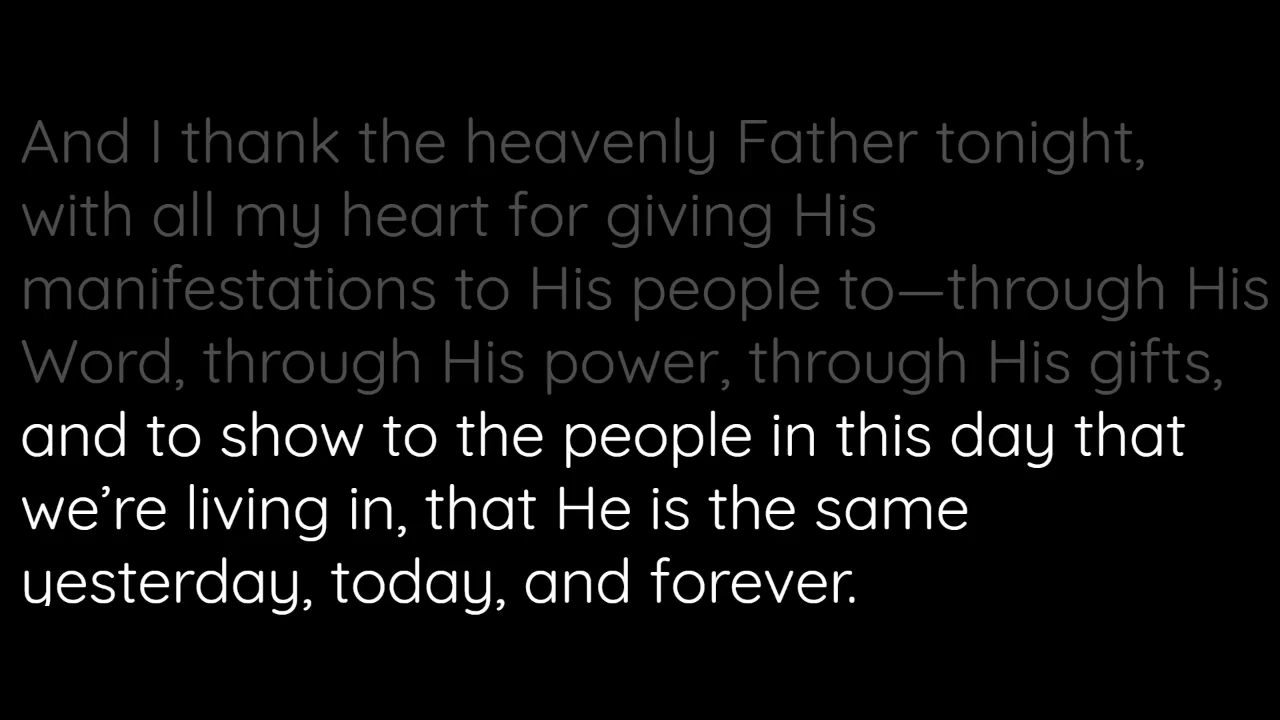 And I thank the heavenly Father tonight,
with all my heart for giving His
manifestations to His people to—through His
Word, through His power, through His gifts,
and to show to the people in this day that
we’re living in, that He is the same
yesterday, today, and forever.